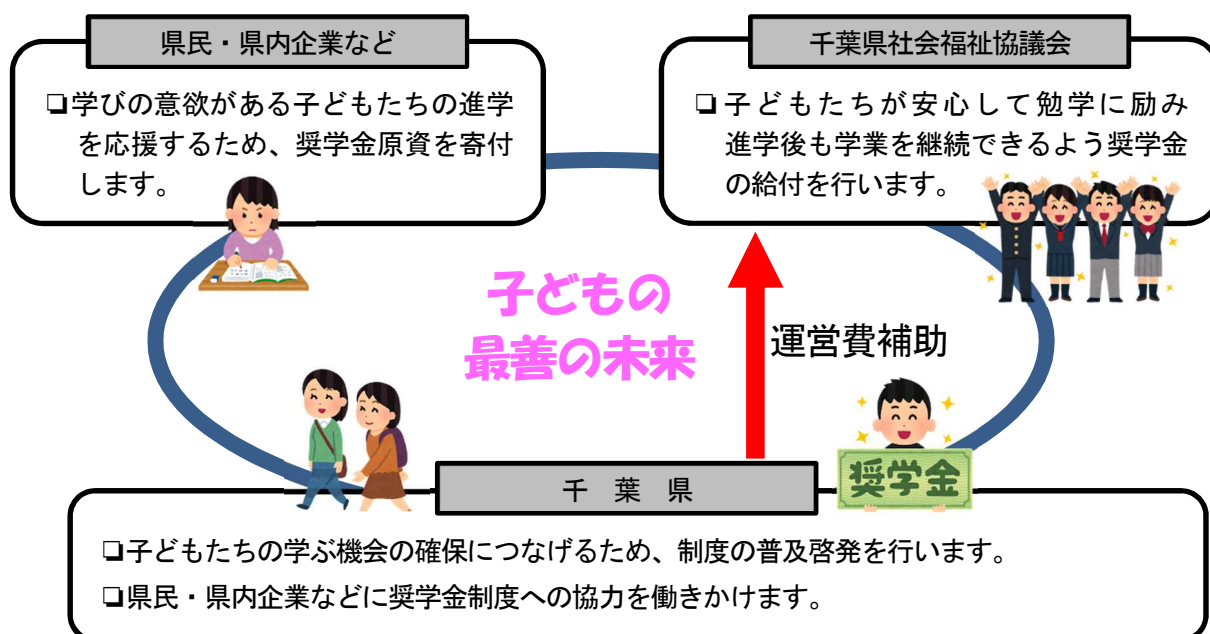 県民・県内企業など
❏学びの意欲がある子どもたちの進学
を応援するため、奨学金原資を寄付
します。
千葉県社会福祉協議会
❏子どもたちが安心して勉学に励み
進学後も学業を継続できるよう奨学金
の給付を行います。
子どもの
最善の未来
運営費補助
奨学金
千 葉 県
❏子どもたちの学ぶ機会の確保につなげるため、制度の普及啓発を行います。
❏県民・県内企業などに奨学金制度への協力を働きかけます。